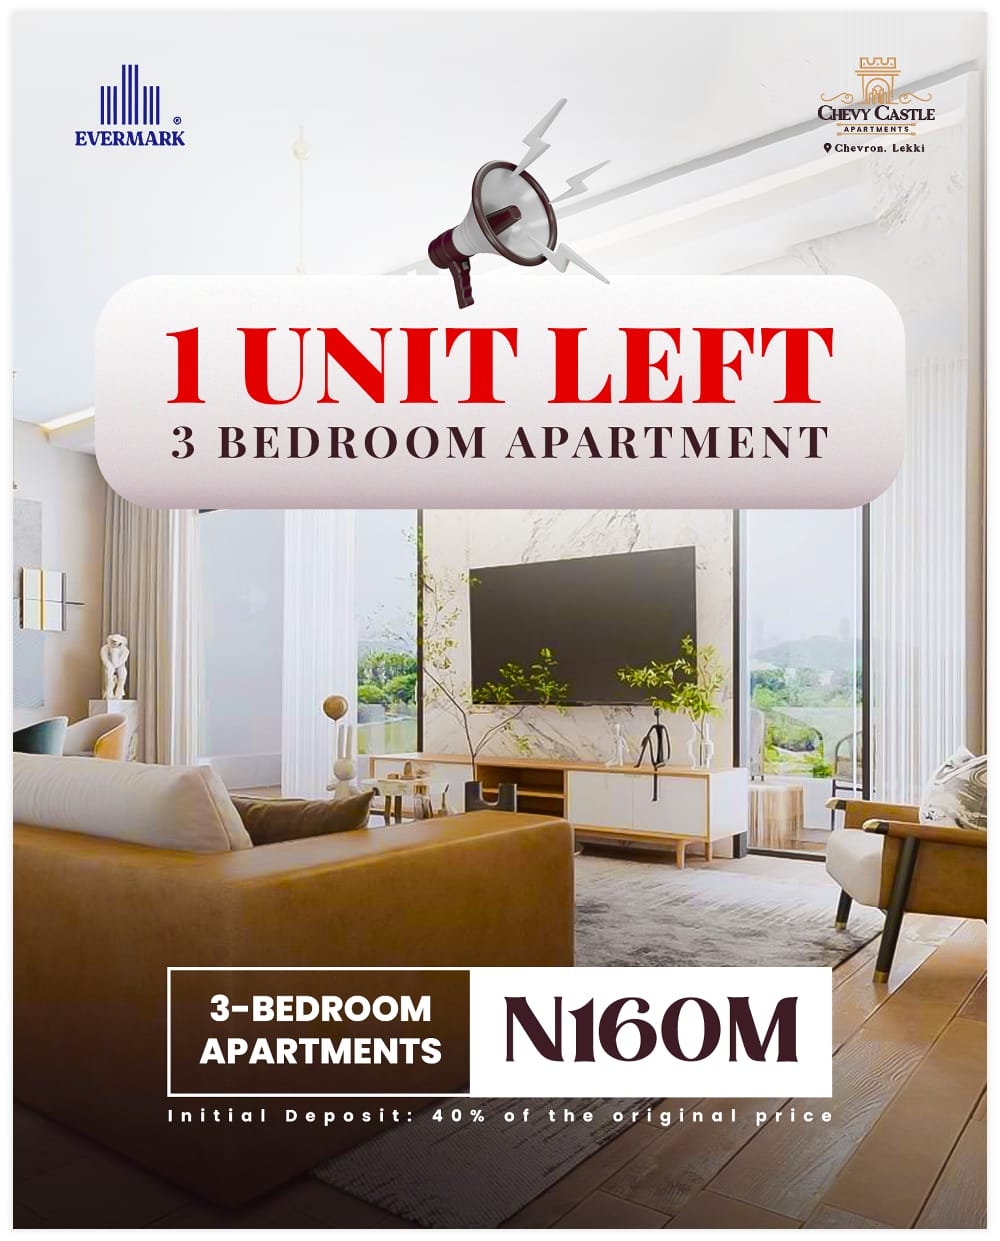 EVERMARK ®
CHEVY CASTLE
APARTMENTS
Chevron, Lekki
1 UNIT LEFT
3 BEDROOM APARTMENT
3-BEDROOM
APARTMENTS
N160M
Initial Deposit: 40% of the original price